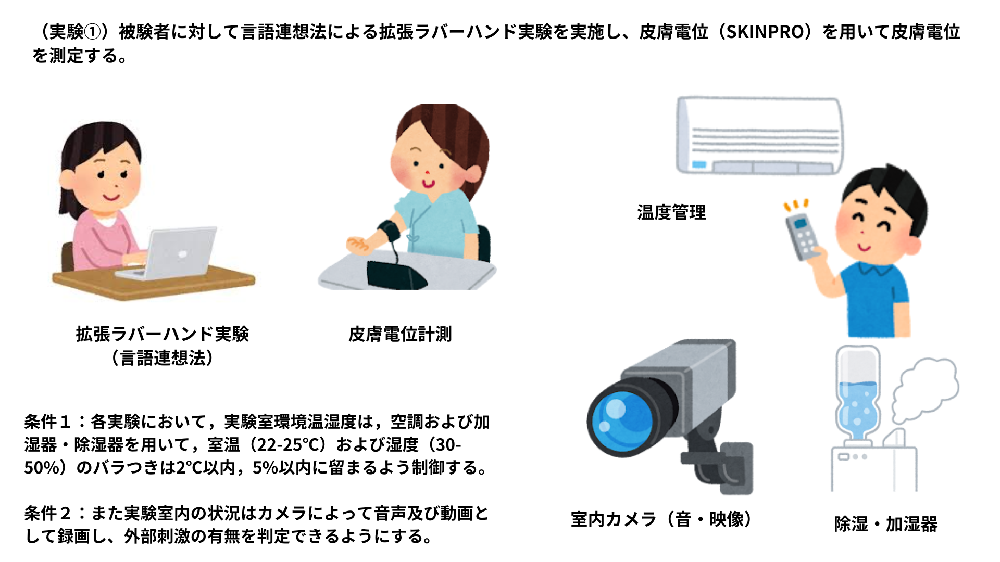 （実験①）被験者に対して言語連想法による拡張ラバーハンド実験を実施し、皮膚電位（SKINPRO）を用いて皮膚電位
を測定する。
温度管理
拡張ラバーハンド実験
（言語連想法）
皮膚電位計測
条件１：各実験において，実験室環境温湿度は，空調および加
湿器・除湿器を用いて，室温（22-25℃）および湿度（30-
50%）のバラつきは2℃以内，5%以内に留まるよう制御する。
条件２：また実験室内の状況はカメラによって音声及び動画と
して録画し、外部刺激の有無を判定できるようにする。
室内カメラ（音・映像）
除湿・加湿器